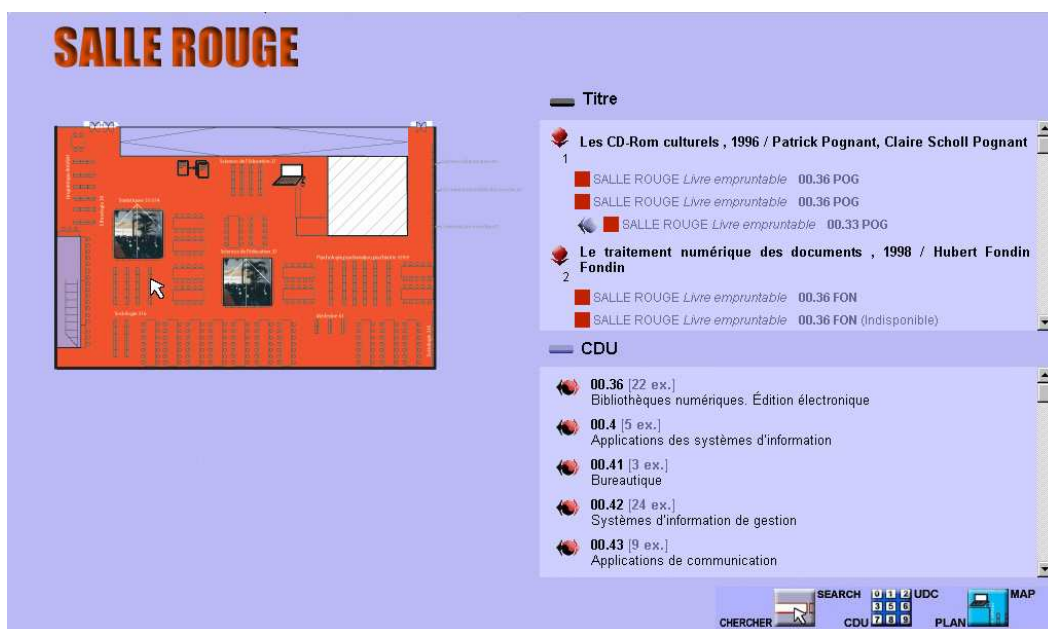 SALLE ROUGE
Titre
Les CD-Rom culturels , 1996 / Patrick Pognant, Claire Scholl Pognant
1
SALLE ROUGE Livre empruntable 00.36 POG
SALLE ROUGE Livre empruntable 00.36 POG
SALLE ROUGE Livre empruntable 00.33 POG
Le traitement numérique des documents , 1998 / Hubert Fondin
Fondin
2
SALLE ROUGE Livre empruntable 00.36 FON
SALLE ROUGE Livre empruntable 00.36 FON (Indisponible)
CDU
00.36 [22 ex.]
Bibliothèques numériques. Édition électronique
00.4 [5 ex.]
Applications des systèmes d'information
00.41 [3 ex.]
Bureautique
00.42 [24 ex.]
Systèmes d'information de gestion
00.43 [9 ex.]
Applications de communication
CHERCHER SEARCH
CDU 0 1 2 3 5 6 7 8 9 UDC
PLAN MAP